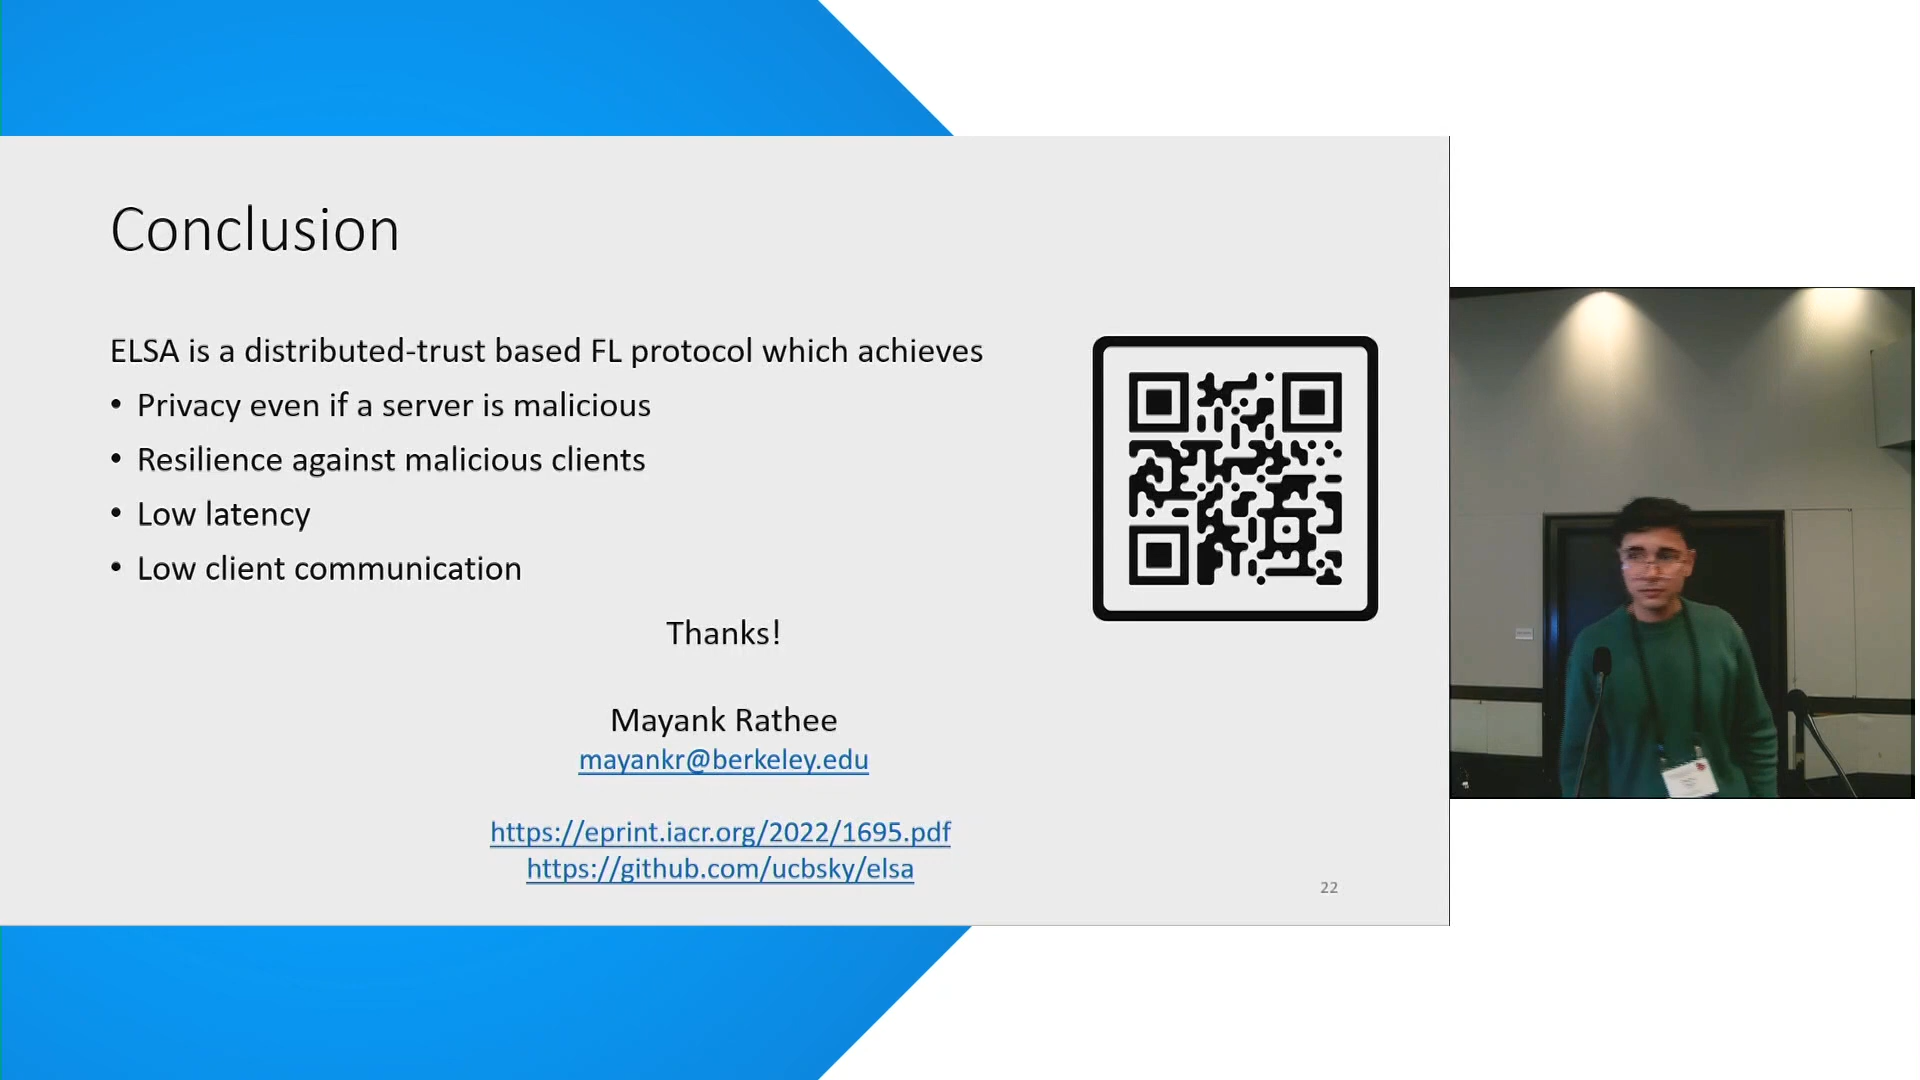 Conclusion
ELSA is a distributed-trust based FL protocol which achieves
• Privacy even if a server is malicious
• Resilience against malicious clients
• Low latency
• Low client communication
Thanks!
Mayank Rathee
mayankr@berkeley.edu
https://eprint.iacr.org/2022/1695.pdf
https://github.com/ucbsky/elsa
22